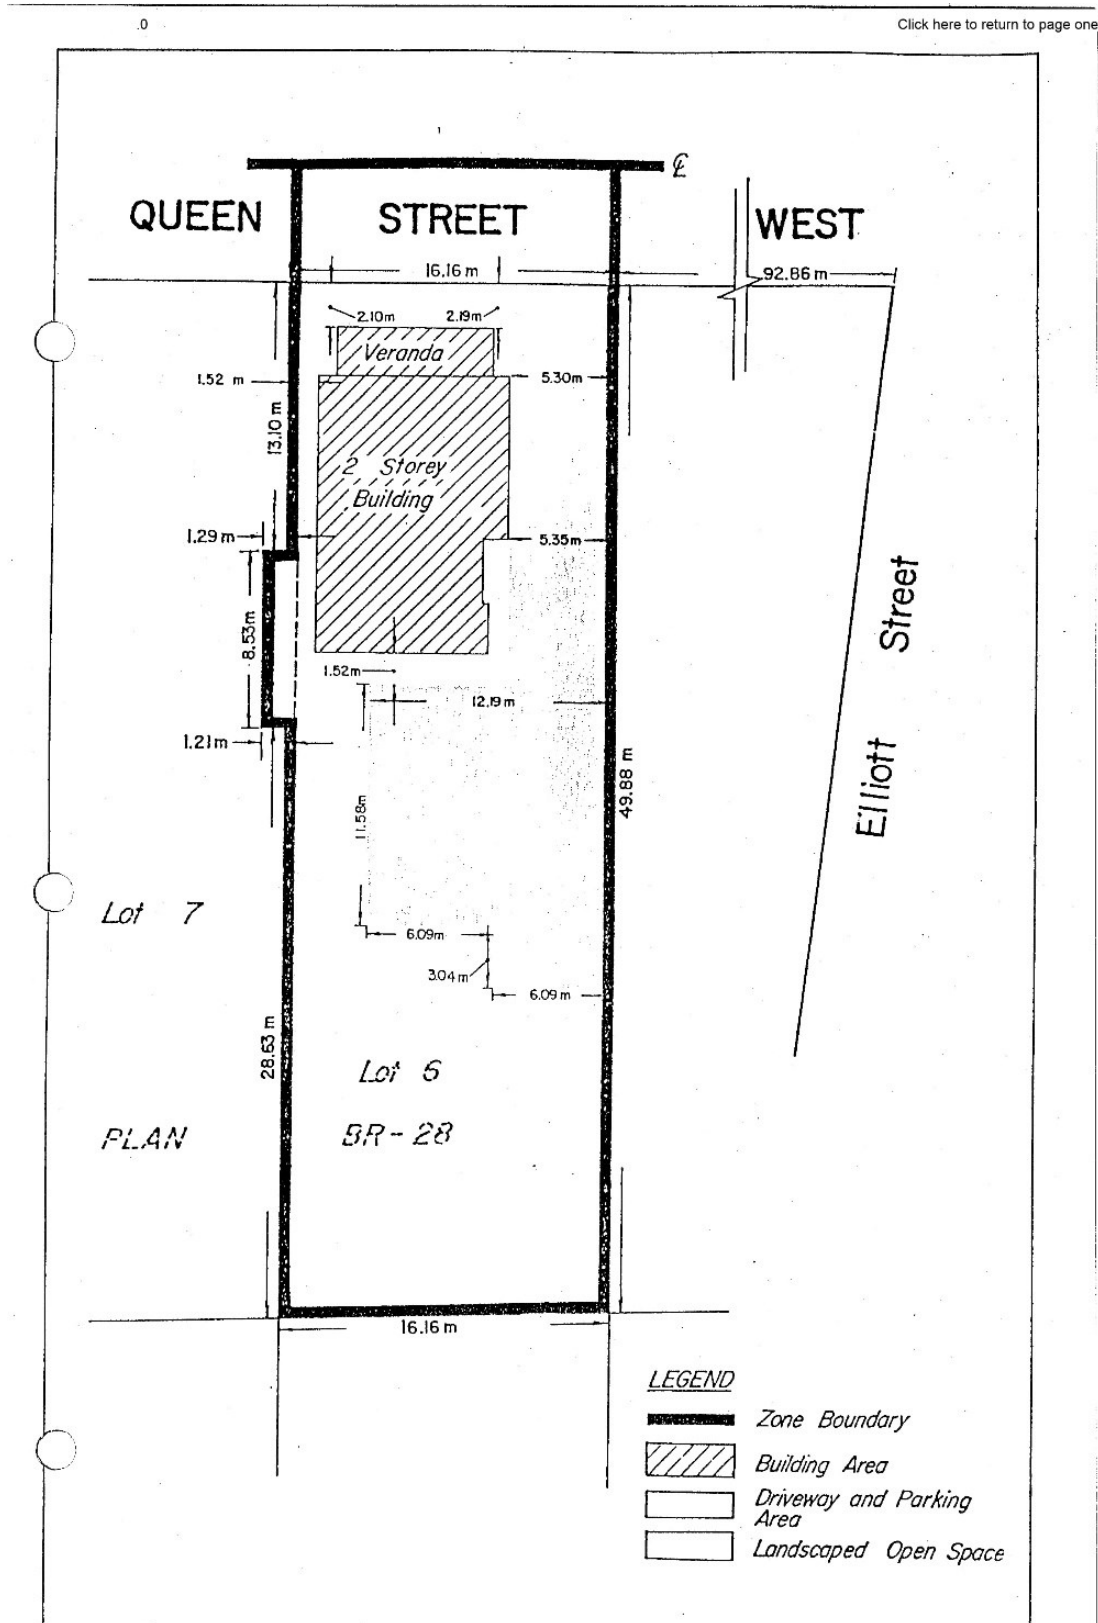 .0
Click here to return to page one
℄
QUEEN STREET WEST
16.16 m
92.86 m
2.10m
2.19m
Veranda
1.52 m
5.30m
13.10 m
2 Storey
Building
1.29 m
5.35m
8.53m
1.52m
12.19 m
1.21m
49.88 m
11.58m
Elliott Street
Lot 7
6.09m
3.04m
6.09 m
28.63 m
Lot 6
PLAN
BR-28
16.16 m
LEGEND
Zone Boundary
Building Area
Driveway and Parking
Area
Landscaped Open Space